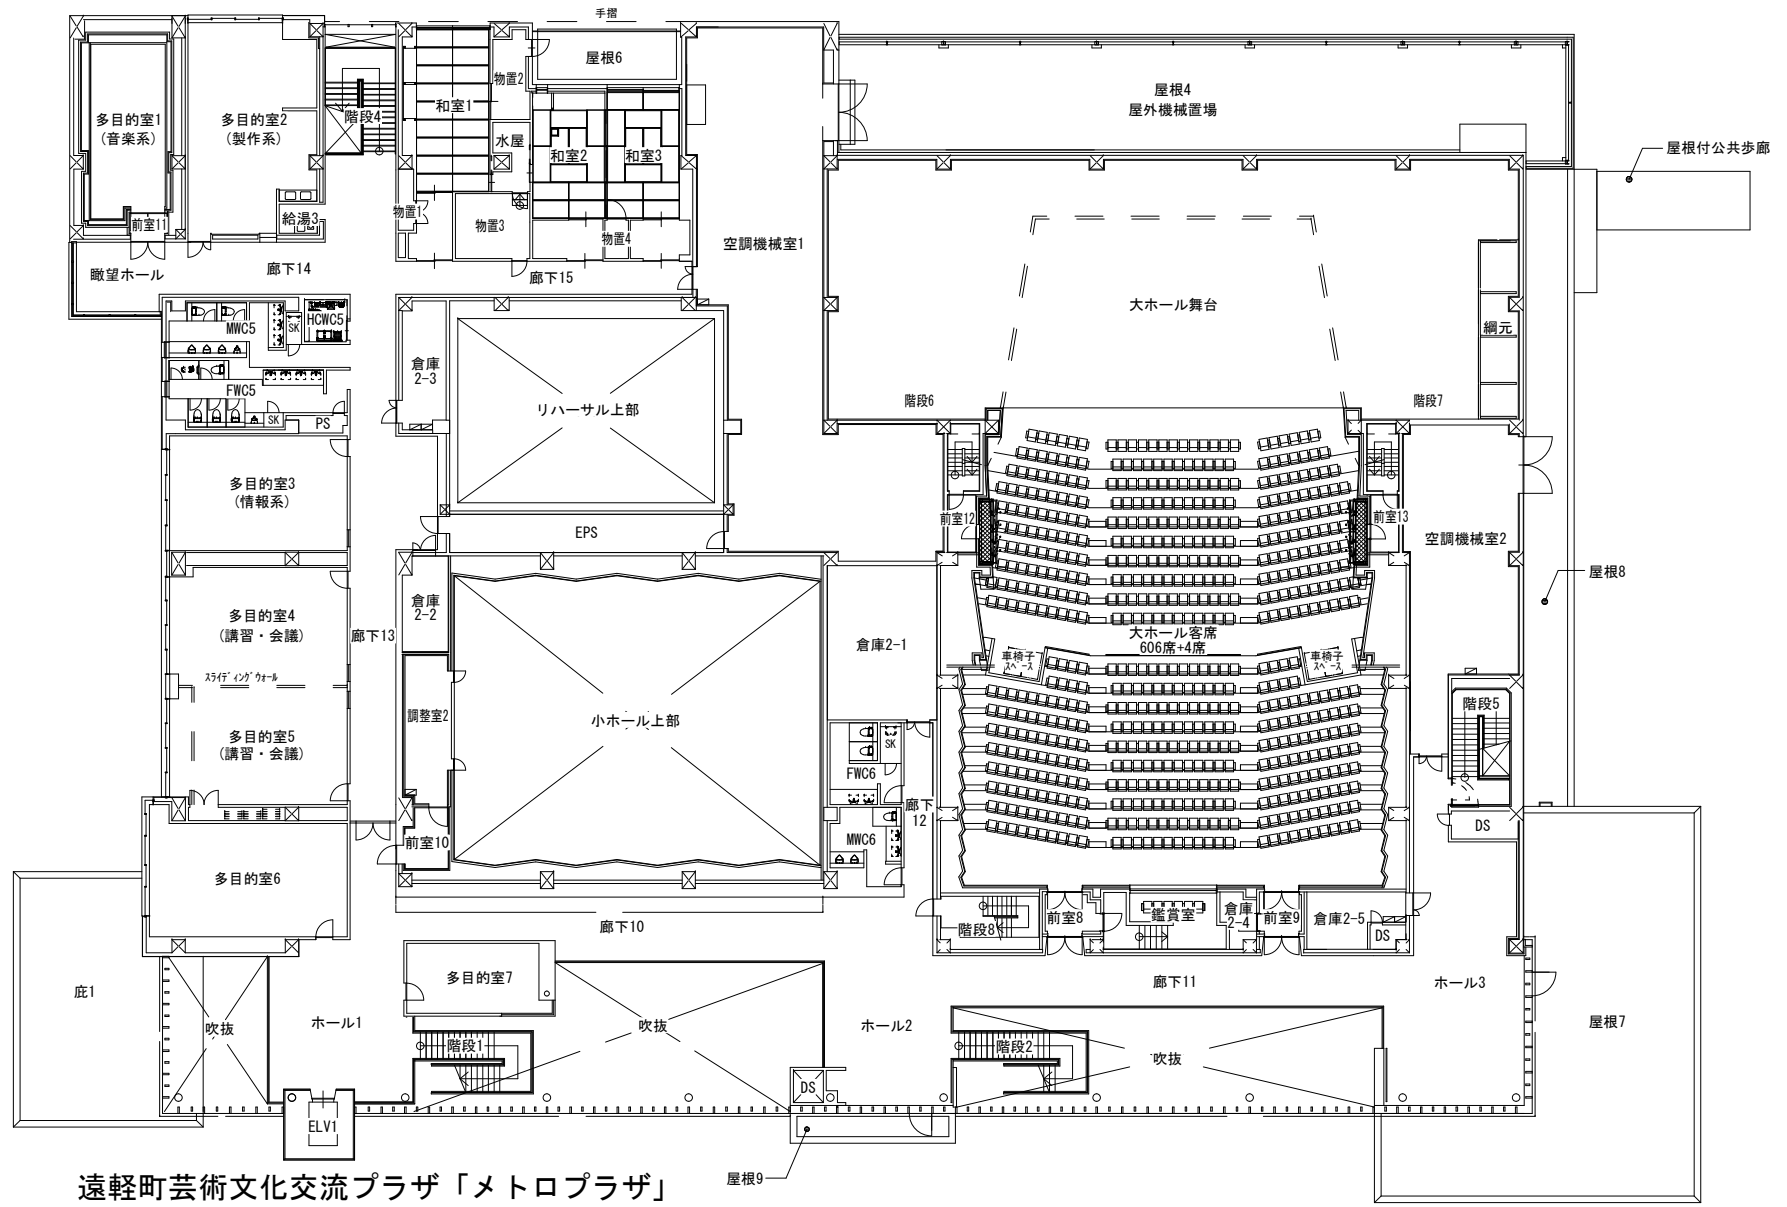 手摺
屋根6
物置2
和室1
階段4
多目的室1
(音楽系)
多目的室2
(製作系)
屋根4
屋外機械置場
屋根付公共歩廊
水屋
和室2
和室3
前室11
給湯3
物置1
物置3
物置4
空調機械室1
瞰望ホール
廊下14
廊下15
大ホール舞台
綱元
MWC5
SK
HCWC5
倉庫
2-3
FWC5
SK
PS
リハーサル上部
階段6
階段7
多目的室3
(情報系)
EPS
前室12
前室13
空調機械室2
屋根8
倉庫
2-2
多目的室4
(講習・会議)
廊下13
大ホール客席
606席+4席
倉庫2-1
車椅子
スペース
車椅子
スペース
スライディングウォール
調整室2
小ホール上部
階段5
多目的室5
(講習・会議)
SK
FWC6
廊下
12
DS
MWC6
前室10
多目的室6
廊下10
階段8
前室8
鑑賞室
倉庫
2-4
前室9
倉庫2-5
DS
多目的室7
廊下11
ホール3
庇1
吹抜
ホール1
吹抜
ホール2
屋根7
階段1
階段2
吹抜
DS
ELV1
屋根9
遠軽町芸術文化交流プラザ「メトロプラザ」